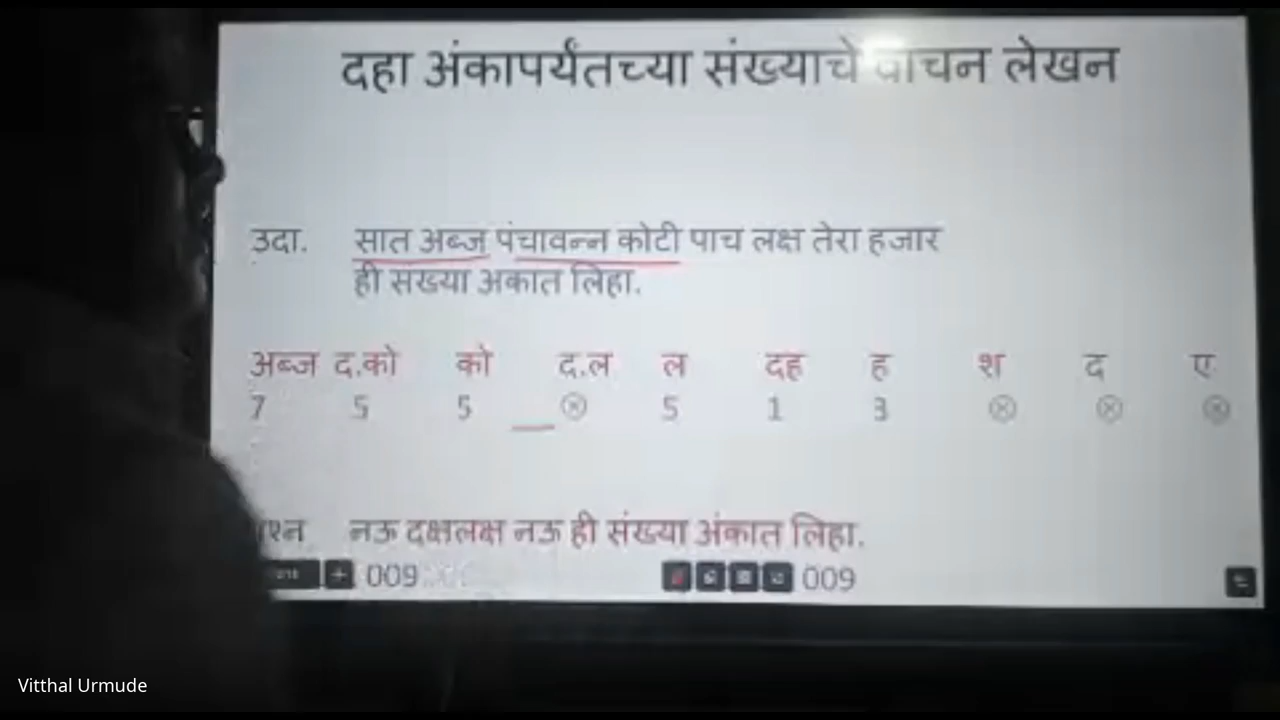 दहा अंकापर्यंतच्या संख्याचे वाचन लेखन
उदा. सात अब्ज पंचावन्न कोटी पाच लक्ष तेरा हजार
ही संख्या अंकात लिहा.
अब्ज द.को को द.ल ल दह ह श द ए
7 5 5 ⊗ 5 1 3 ⊗ ⊗ ⊗
नऊ दक्षलक्ष नऊ ही संख्या अंकात लिहा.
009 009
Vitthal Urmude